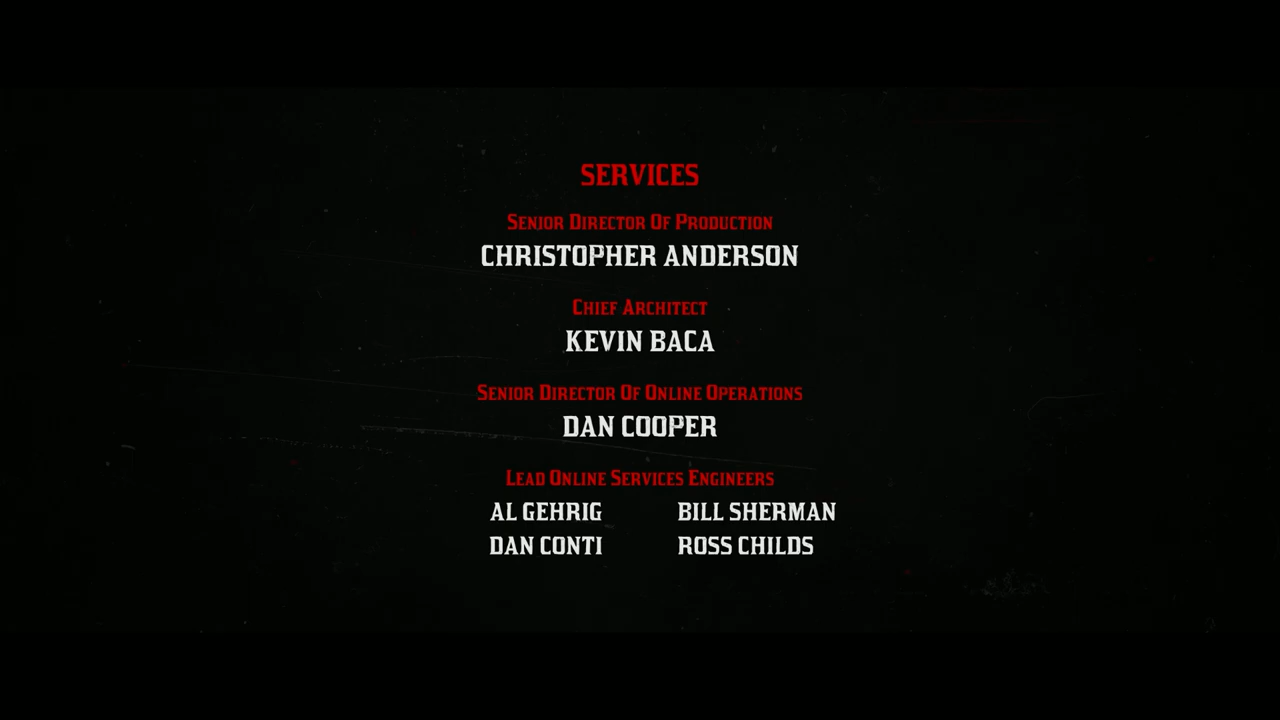 SERVICES
Senior Director Of Production
CHRISTOPHER ANDERSON
Chief Architect
KEVIN BACA
Senior Director Of Online Operations
DAN COOPER
Lead Online Services Engineers
AL GEHRIG BILL SHERMAN
DAN CONTI ROSS CHILDS